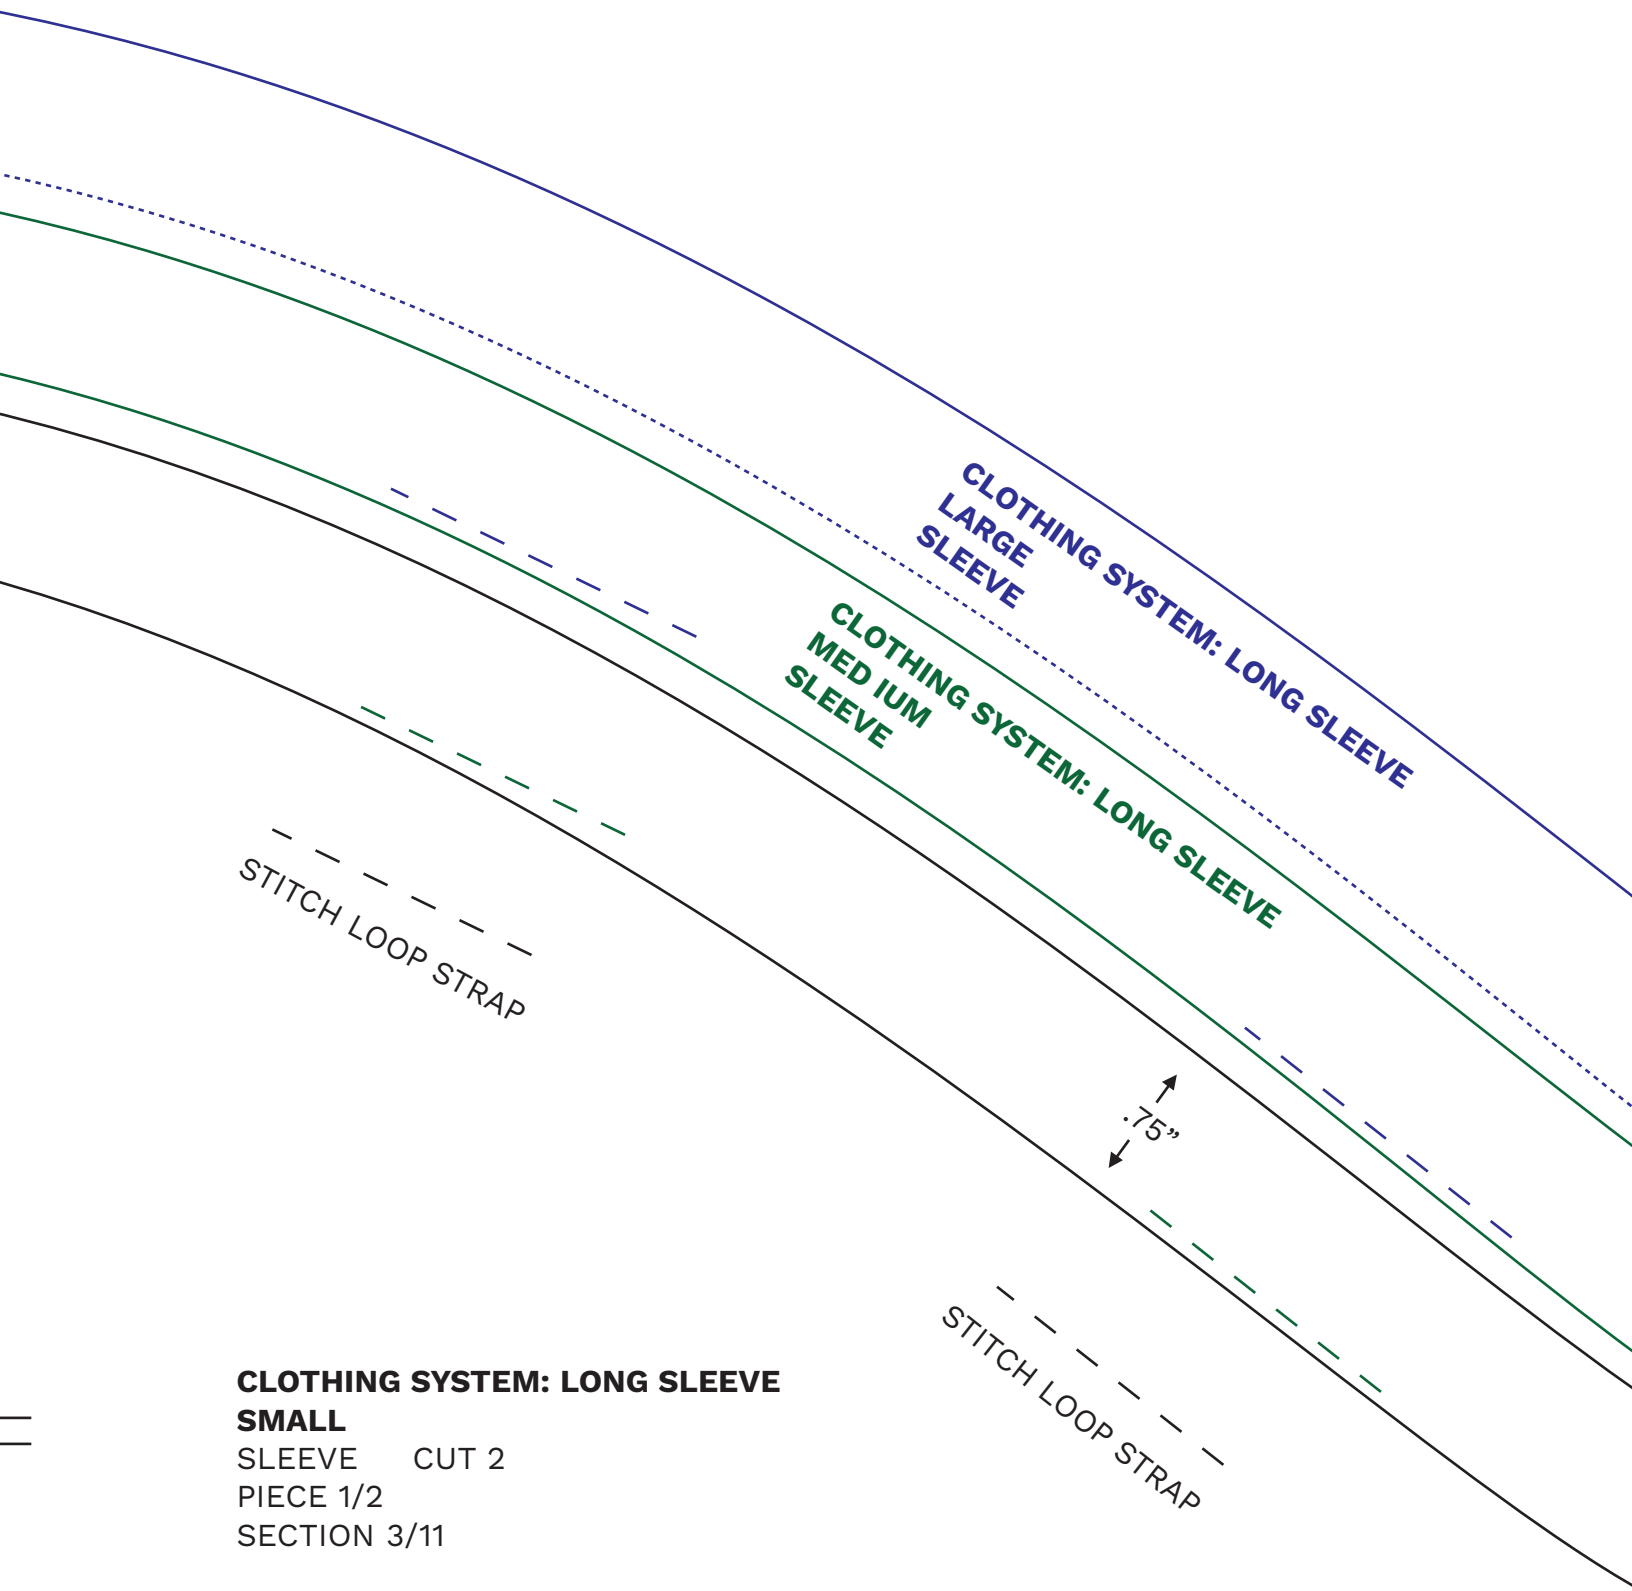 CLOTHING SYSTEM: LONG SLEEVE
LARGE
SLEEVE
CLOTHING SYSTEM: LONG SLEEVE
MED IUM
SLEEVE
STITCH LOOP STRAP
.75”
STITCH LOOP STRAP
CLOTHING SYSTEM: LONG SLEEVE
SMALL
SLEEVE CUT 2
PIECE 1/2
SECTION 3/11